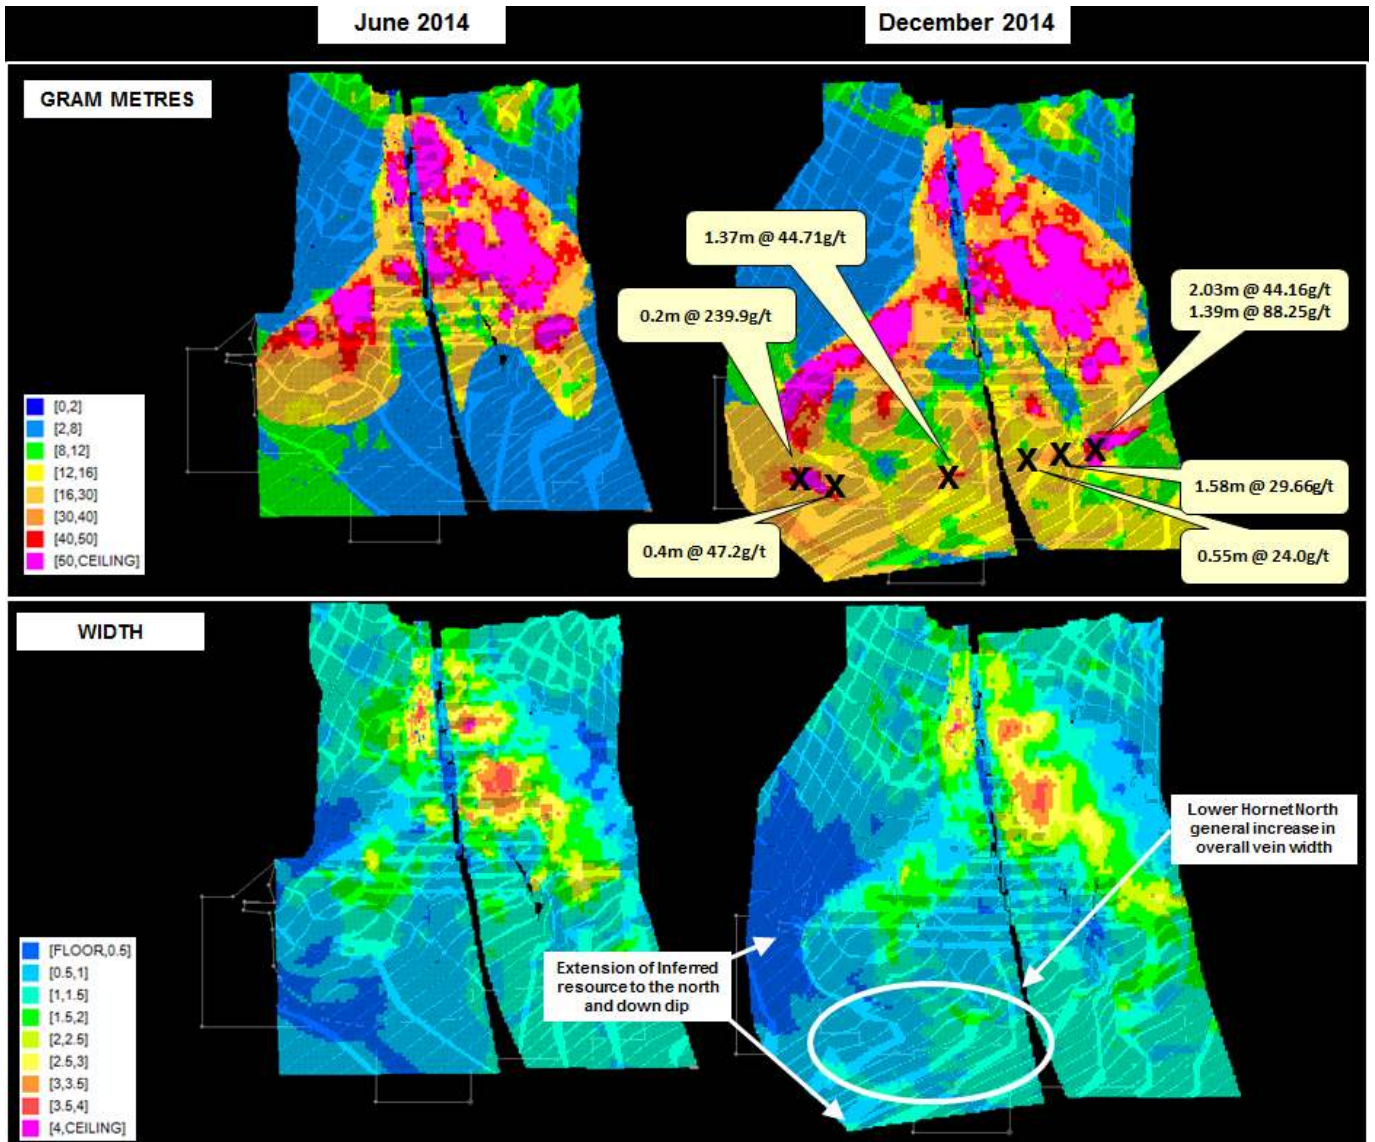 June 2014
December 2014
GRAM METRES
1.37m @ 44.71g/t
0.2m @ 239.9g/t
2.03m @ 44.16g/t
1.39m @ 88.25g/t
[0,2]
[2,8]
[8,12]
[12,16]
[16,30]
[30,40]
[40,50]
[50,CEILING]
X X X X X X
1.58m @ 29.66g/t
0.4m @ 47.2g/t
0.55m @ 24.0g/t
WIDTH
Lower Hornet North
general increase in
overall vein width
Extension of Inferred
resource to the north
and down dip
[FLOOR,0.5]
[0.5,1]
[1,1.5]
[1.5,2]
[2,2.5]
[2.5,3]
[3,3.5]
[3.5,4]
[4,CEILING]